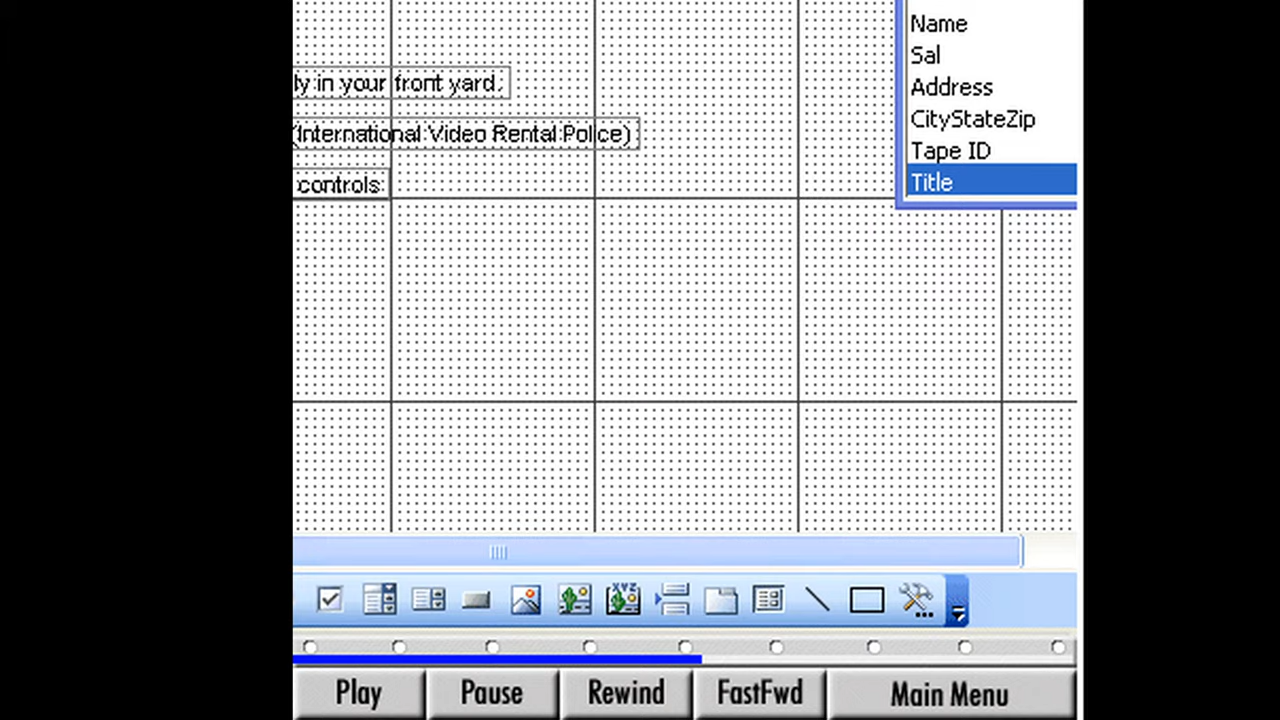 Name
Sal
Address
CityStateZip
Tape ID
Title
ly in your front yard.
(International Video Rental Police)
controls:
XYZ
Play Pause Rewind FastFwd Main Menu